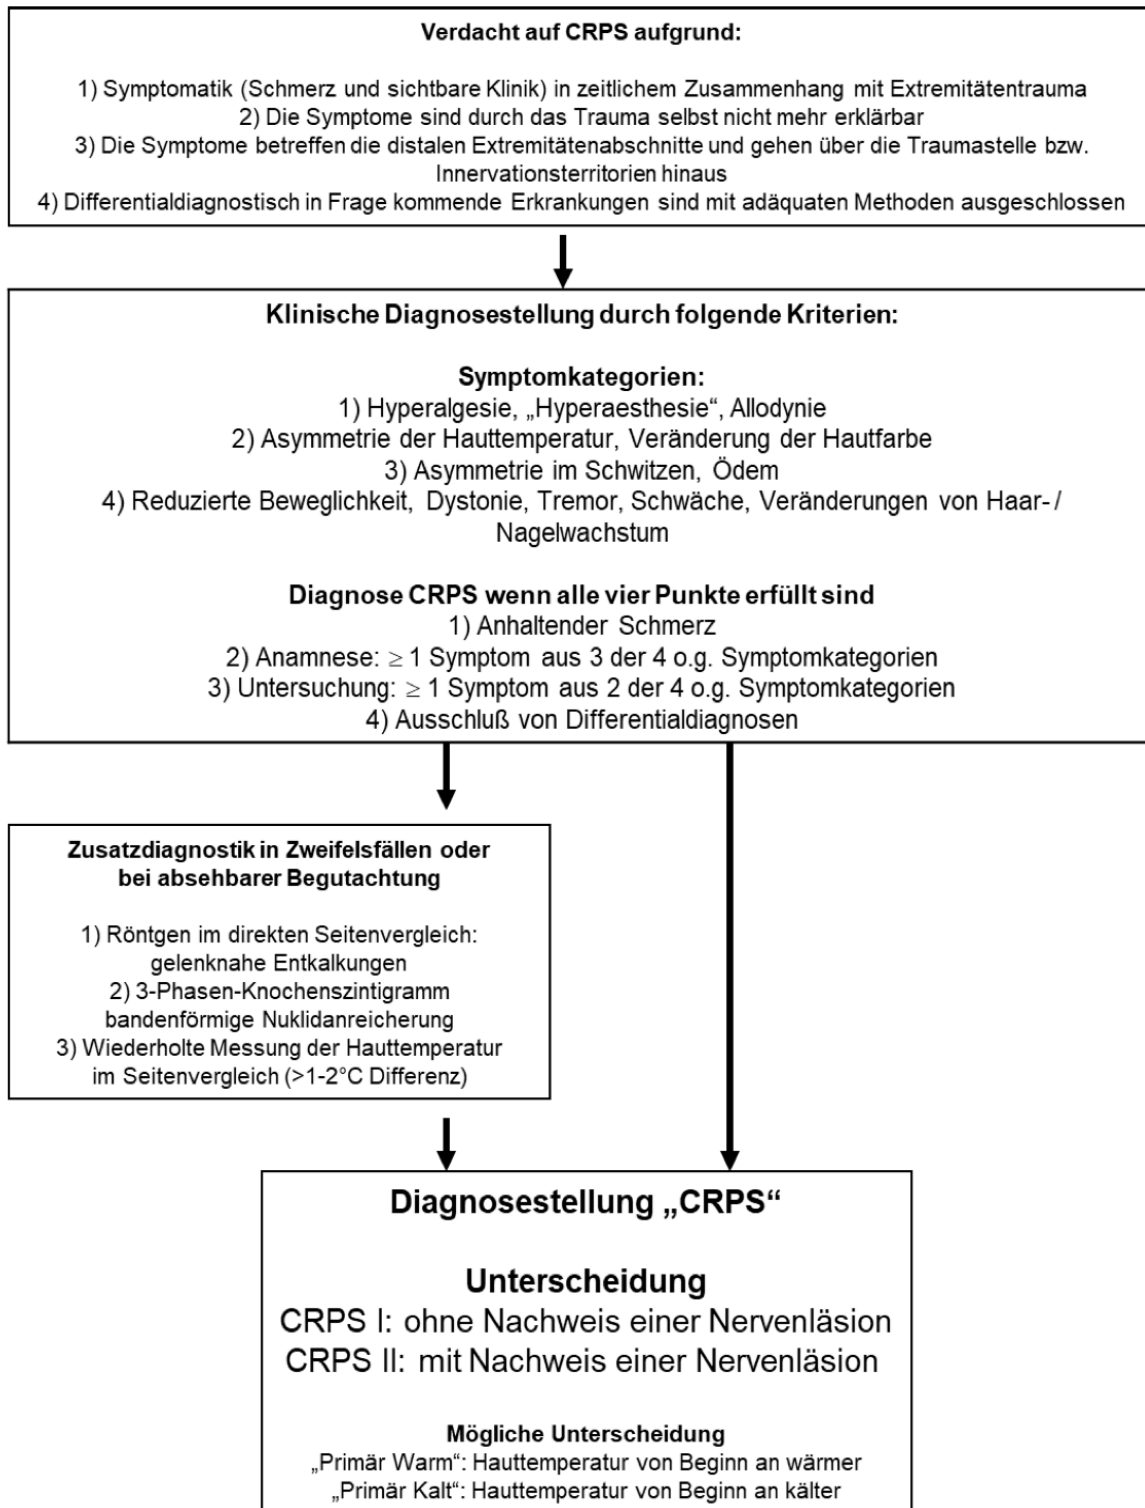 Verdacht auf CRPS aufgrund:
1) Symptomatik (Schmerz und sichtbare Klinik) in zeitlichem Zusammenhang mit Extremitätentrauma
2) Die Symptome sind durch das Trauma selbst nicht mehr erklärbar
3) Die Symptome betreffen die distalen Extremitätenabschnitte und gehen über die Traumastelle bzw.
Innervationsterritorien hinaus
4) Differentialdiagnostisch in Frage kommende Erkrankungen sind mit adäquaten Methoden ausgeschlossen
Klinische Diagnosestellung durch folgende Kriterien:
Symptomkategorien:
1) Hyperalgesie, „Hyperaesthesie“, Allodynie
2) Asymmetrie der Hauttemperatur, Veränderung der Hautfarbe
3) Asymmetrie im Schwitzen, Ödem
4) Reduzierte Beweglichkeit, Dystonie, Tremor, Schwäche, Veränderungen von Haar- /
Nagelwachstum
Diagnose CRPS wenn alle vier Punkte erfüllt sind
1) Anhaltender Schmerz
2) Anamnese: ≥ 1 Symptom aus 3 der 4 o.g. Symptomkategorien
3) Untersuchung: ≥ 1 Symptom aus 2 der 4 o.g. Symptomkategorien
4) Ausschluß von Differentialdiagnosen
Zusatzdiagnostik in Zweifelsfällen oder
bei absehbarer Begutachtung
1) Röntgen im direkten Seitenvergleich:
gelenknahe Entkalkungen
2) 3-Phasen-Knochenszintigramm
bandenförmige Nuklidanreicherung
3) Wiederholte Messung der Hauttemperatur
im Seitenvergleich (>1-2°C Differenz)
Diagnosestellung „CRPS“
Unterscheidung
CRPS I: ohne Nachweis einer Nervenläsion
CRPS II: mit Nachweis einer Nervenläsion
Mögliche Unterscheidung
„Primär Warm“: Hauttemperatur von Beginn an wärmer
„Primär Kalt“: Hauttemperatur von Beginn an kälter